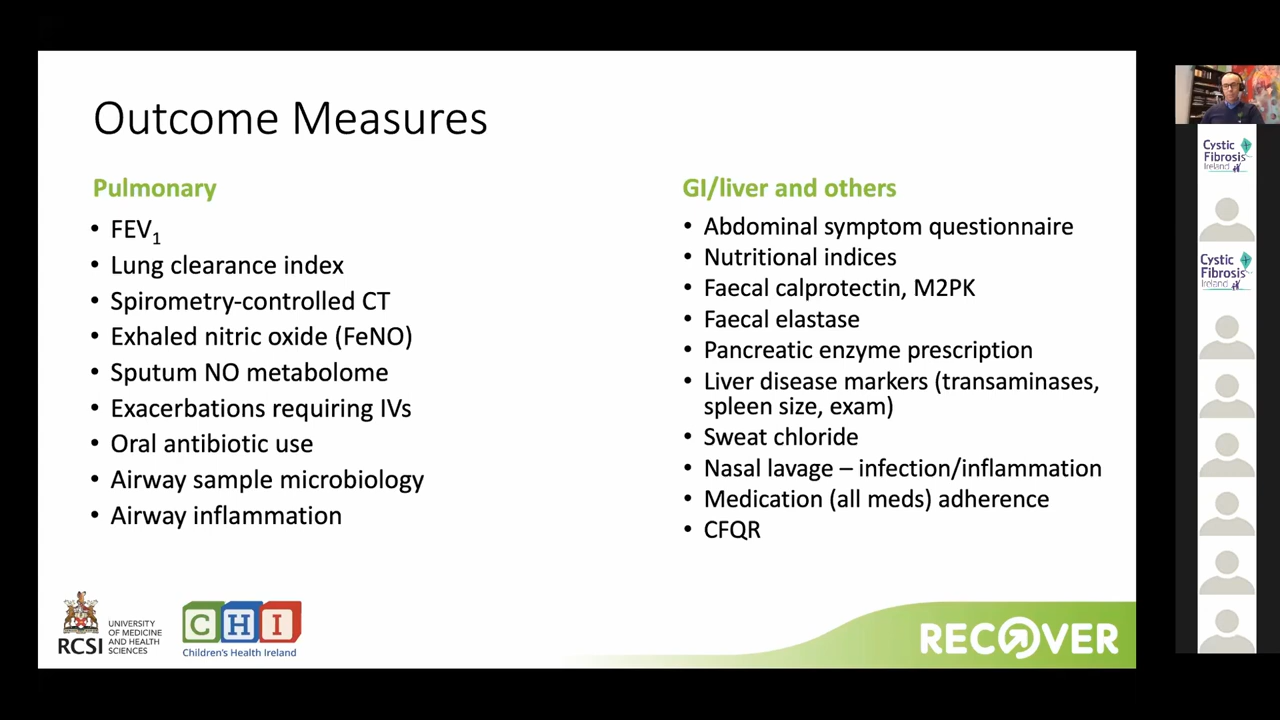 Outcome Measures
Pulmonary
• FEV1
• Lung clearance index
• Spirometry-controlled CT
• Exhaled nitric oxide (FeNO)
• Sputum NO metabolome
• Exacerbations requiring IVs
• Oral antibiotic use
• Airway sample microbiology
• Airway inflammation
GI/liver and others
• Abdominal symptom questionnaire
• Nutritional indices
• Faecal calprotectin, M2PK
• Faecal elastase
• Pancreatic enzyme prescription
• Liver disease markers (transaminases,
spleen size, exam)
• Sweat chloride
• Nasal lavage – infection/inflammation
• Medication (all meds) adherence
• CFQR
RCSI
UNIVERSITY
OF MEDICINE
AND HEALTH
SCIENCES
CHI
Children's Health Ireland
RECOVER
Cystic
Fibrosis
Ireland
Cystic
Fibrosis
Ireland